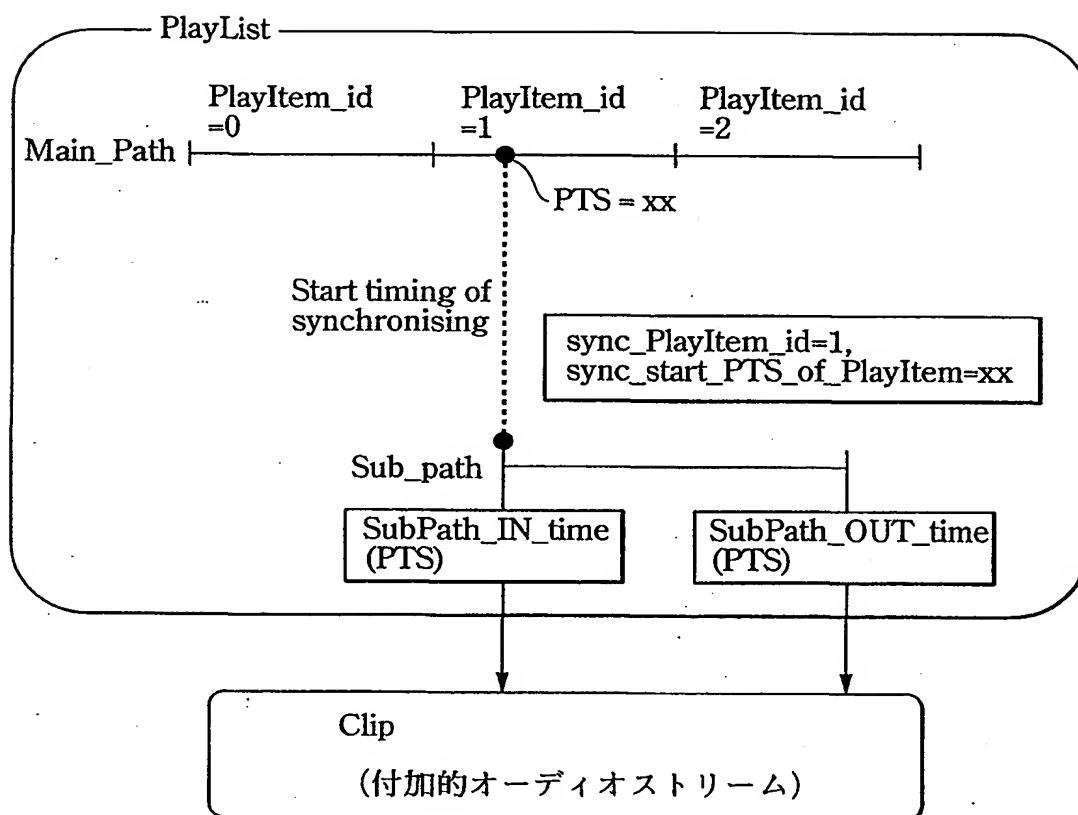 PlayList
PlayItem_id
=0
PlayItem_id
=1
PlayItem_id
=2
Main_Path
PTS = xx
Start timing of
synchronising
sync_PlayItem_id=1,
sync_start_PTS_of_PlayItem=xx
Sub_path
SubPath_IN_time
(PTS)
SubPath_OUT_time
(PTS)
Clip
(付加的オーディオストリーム)